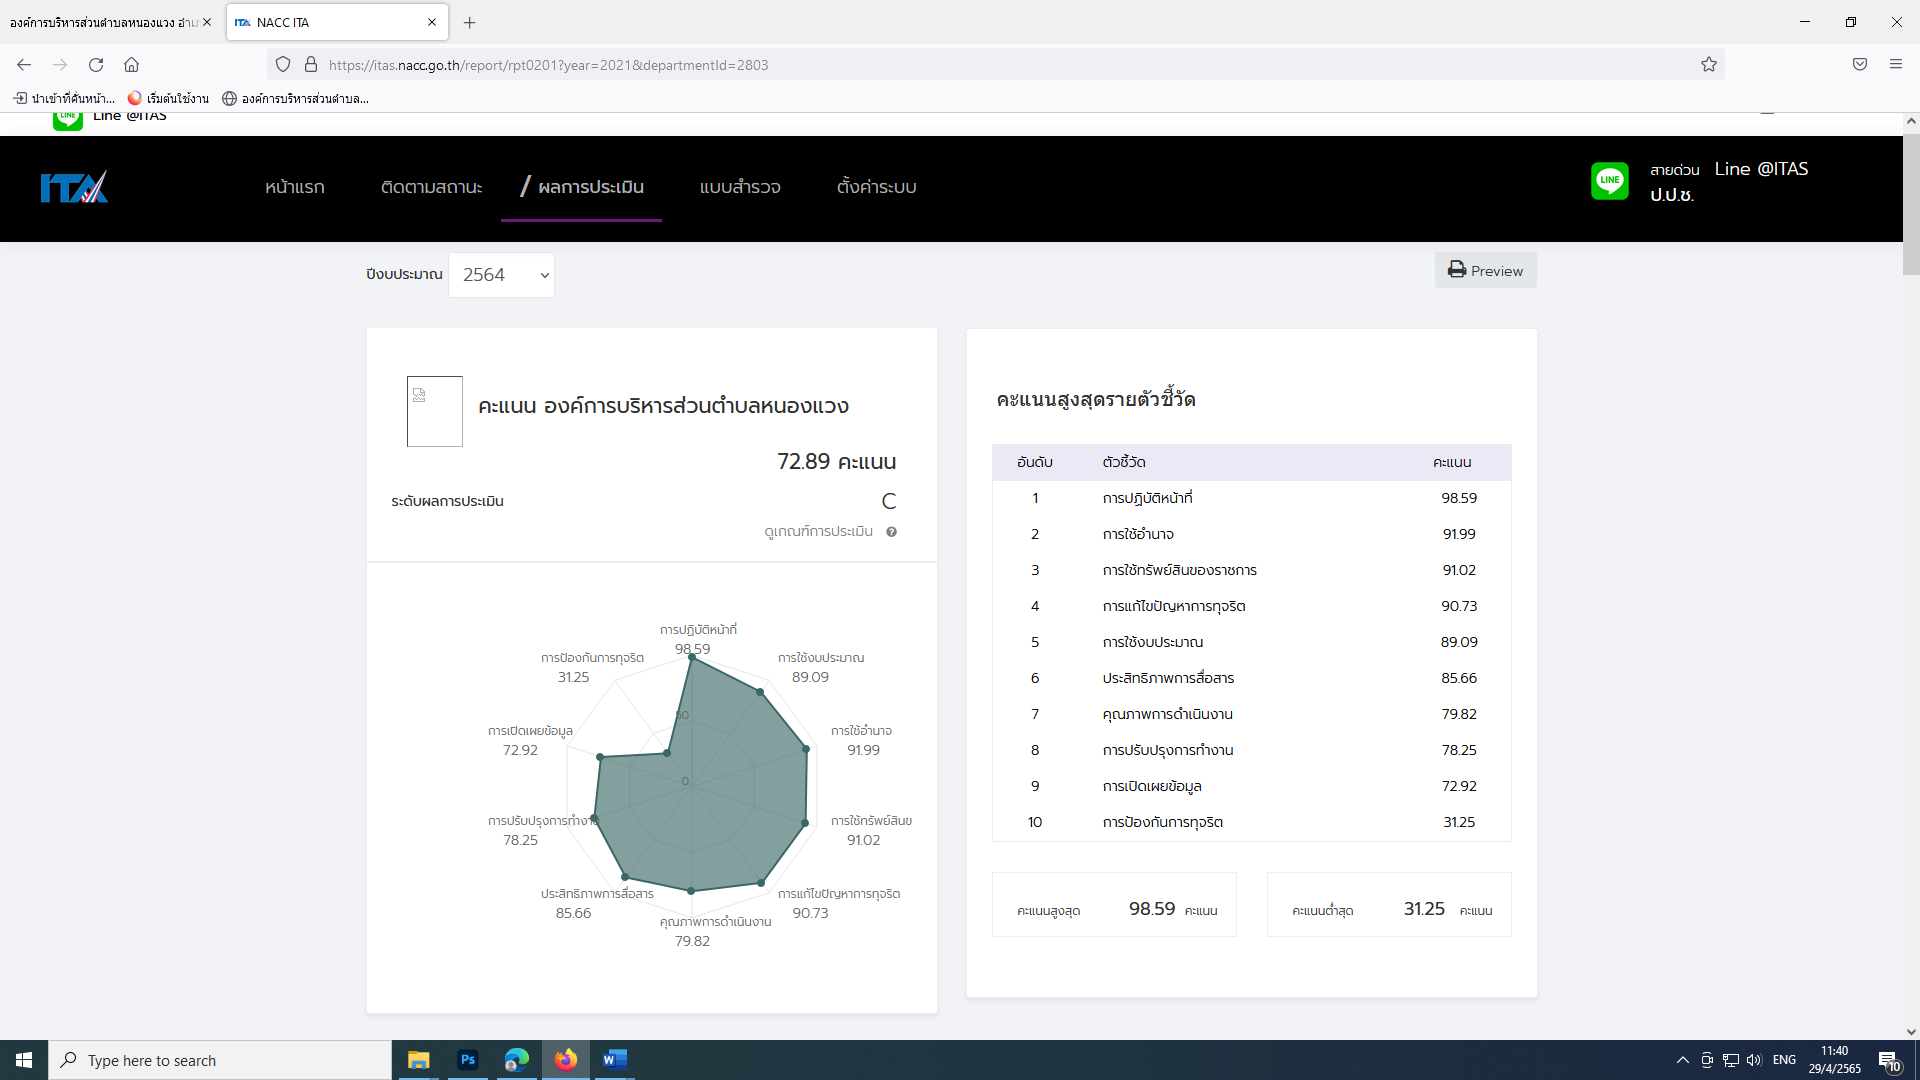 องค์การบริหารส่วนตำบลหนองแวง อำเภ
ITA NACC ITA
https://itas.nacc.go.th/report/rpt0201?year=2021&departmentId=2803
นำเข้าที่คั่นหน้า... เริ่มต้นใช้งาน องค์การบริหารส่วนตำบล...
LINE Line @ITAS
ITA หน้าแรก ติดตามสถานะ / ผลการประเมิน แบบสำรวจ ตั้งค่าระบบ
LINE สายด่วน Line @ITAS
ป.ป.ช.
ปีงบประมาณ 2564 Preview
คะแนน องค์การบริหารส่วนตำบลหนองแวง
72.89 คะแนน
ระดับผลการประเมิน C
ดูเกณฑ์การประเมิน ?
การปฏิบัติหน้าที่
98.59
การใช้งบประมาณ
89.09
การใช้อำนาจ
91.99
การใช้ทรัพย์สินข
91.02
การแก้ไขปัญหาการทุจริต
90.73
คุณภาพการดำเนินงาน
79.82
ประสิทธิภาพการสื่อสาร
85.66
การปรับปรุงการทำงาน
78.25
การเปิดเผยข้อมูล
72.92
การป้องกันการทุจริต
31.25
50
0
คะแนนสูงสุดรายตัวชี้วัด
อันดับ ตัวชี้วัด คะแนน
1 การปฏิบัติหน้าที่ 98.59
2 การใช้อำนาจ 91.99
3 การใช้ทรัพย์สินของราชการ 91.02
4 การแก้ไขปัญหาการทุจริต 90.73
5 การใช้งบประมาณ 89.09
6 ประสิทธิภาพการสื่อสาร 85.66
7 คุณภาพการดำเนินงาน 79.82
8 การปรับปรุงการทำงาน 78.25
9 การเปิดเผยข้อมูล 72.92
10 การป้องกันการทุจริต 31.25
คะแนนสูงสุด 98.59 คะแนน
คะแนนต่ำสุด 31.25 คะแนน
Type here to search
Ps
W
ENG
11:40
29/4/2565
10